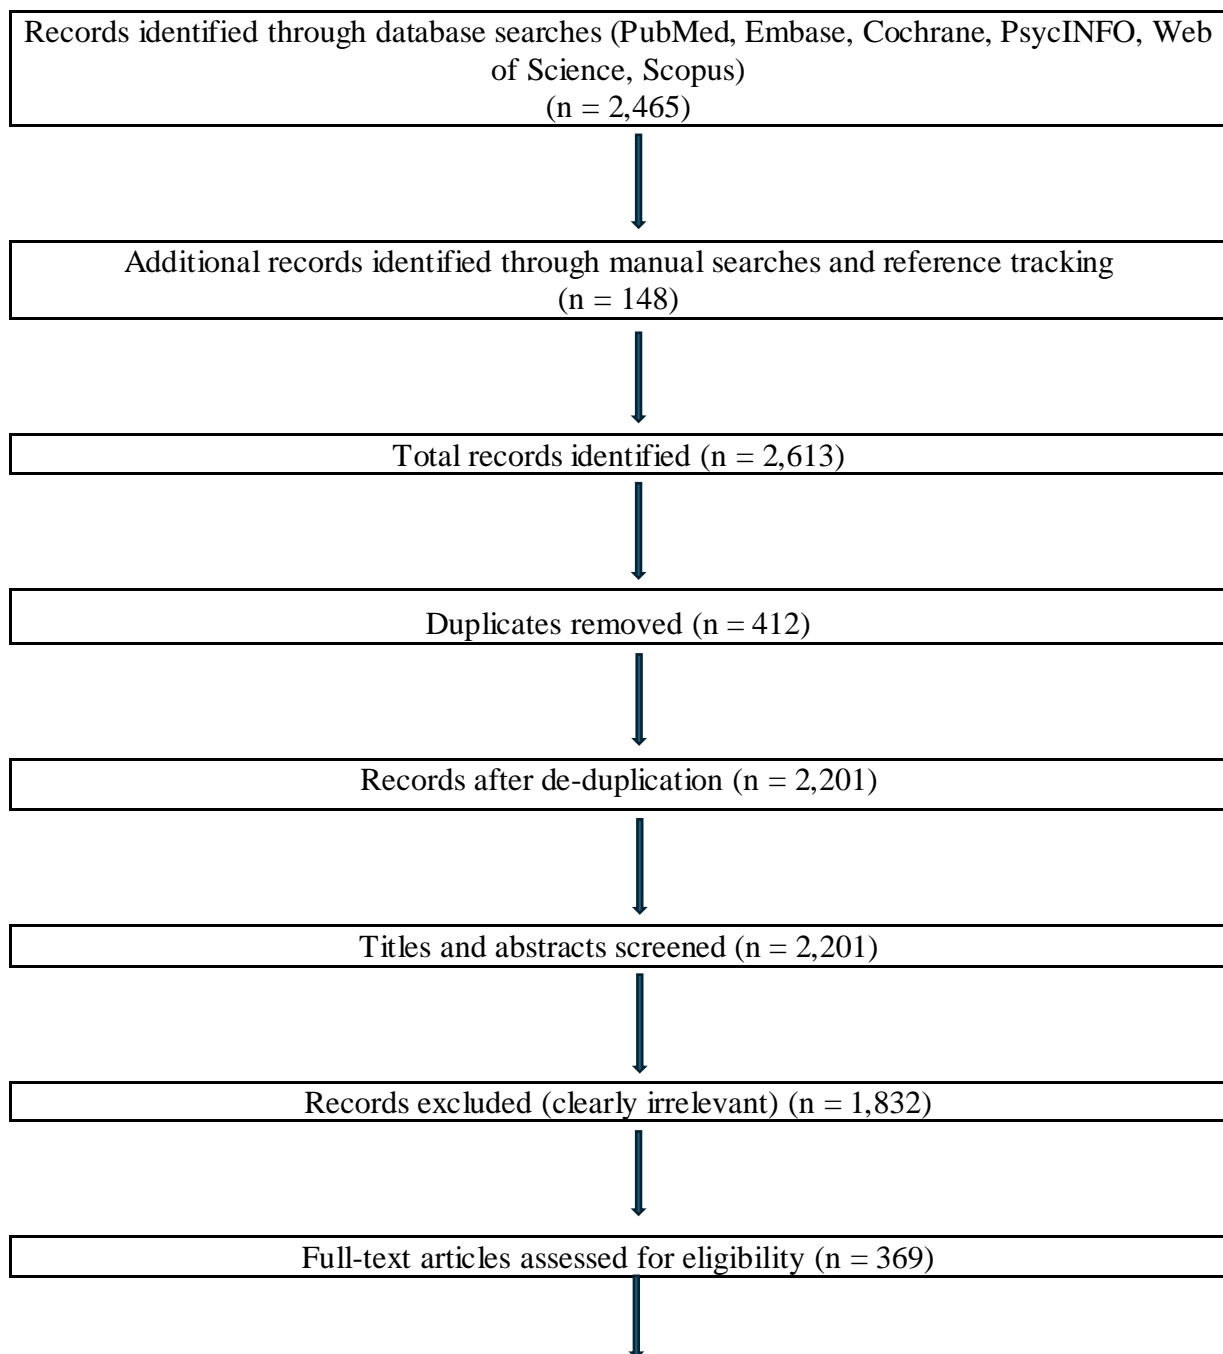 Records identified through database searches (PubMed, Embase, Cochrane, PsycINFO, Web
of Science, Scopus)
(n = 2,465)
Additional records identified through manual searches and reference tracking
(n = 148)
Total records identified (n = 2,613)
Duplicates removed (n = 412)
Records after de-duplication (n = 2,201)
Titles and abstracts screened (n = 2,201)
Records excluded (clearly irrelevant) (n = 1,832)
Full-text articles assessed for eligibility (n = 369)